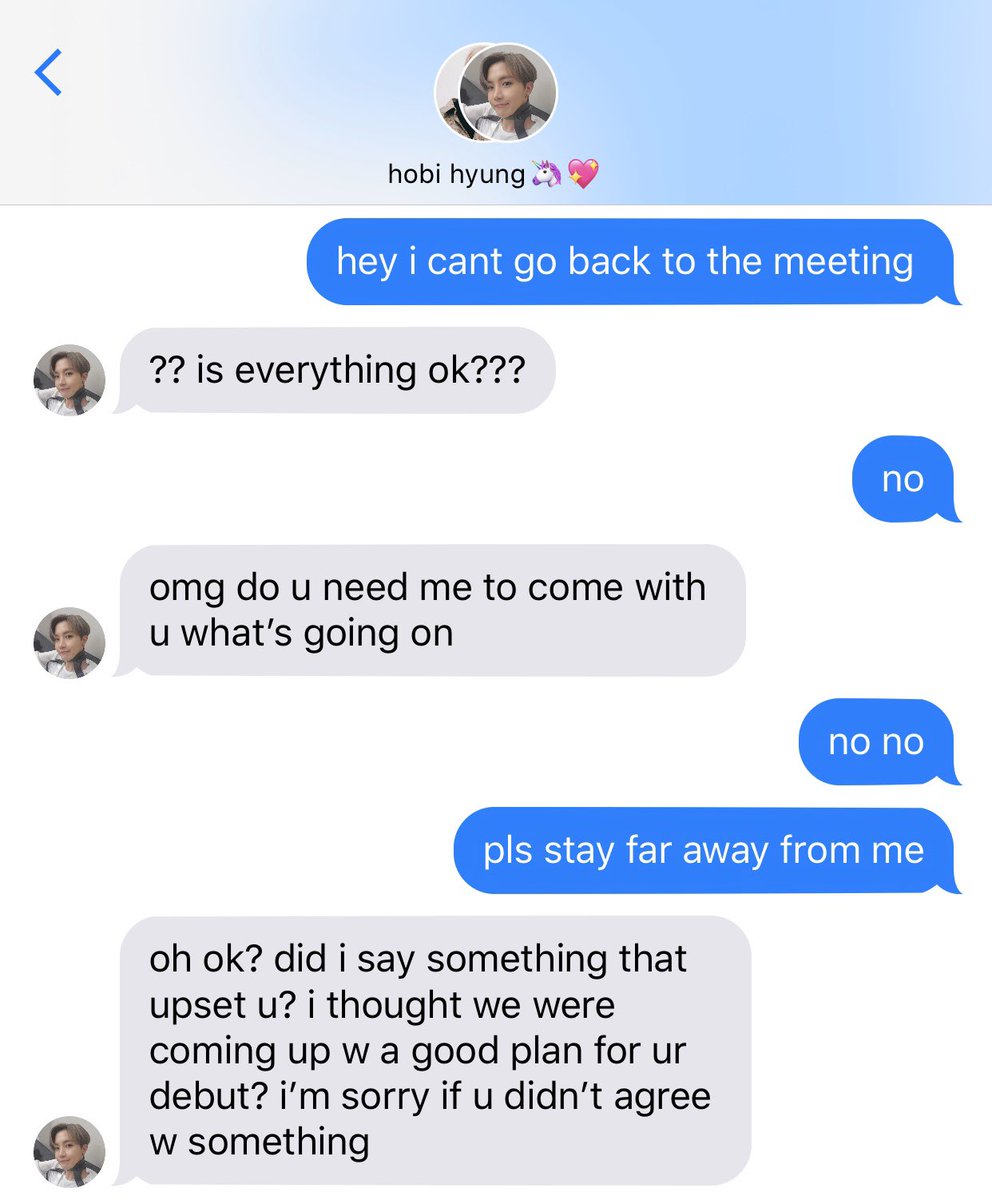 hobi hyung🦄💖
hey i cant go back to the meeting
?? is everything ok???
no
omg do u need me to come with
u what’s going on
no no
pls stay far away from me
oh ok? did i say something that
upset u? i thought we were
coming up w a good plan for ur
debut? i’m sorry if u didn’t agree
w something